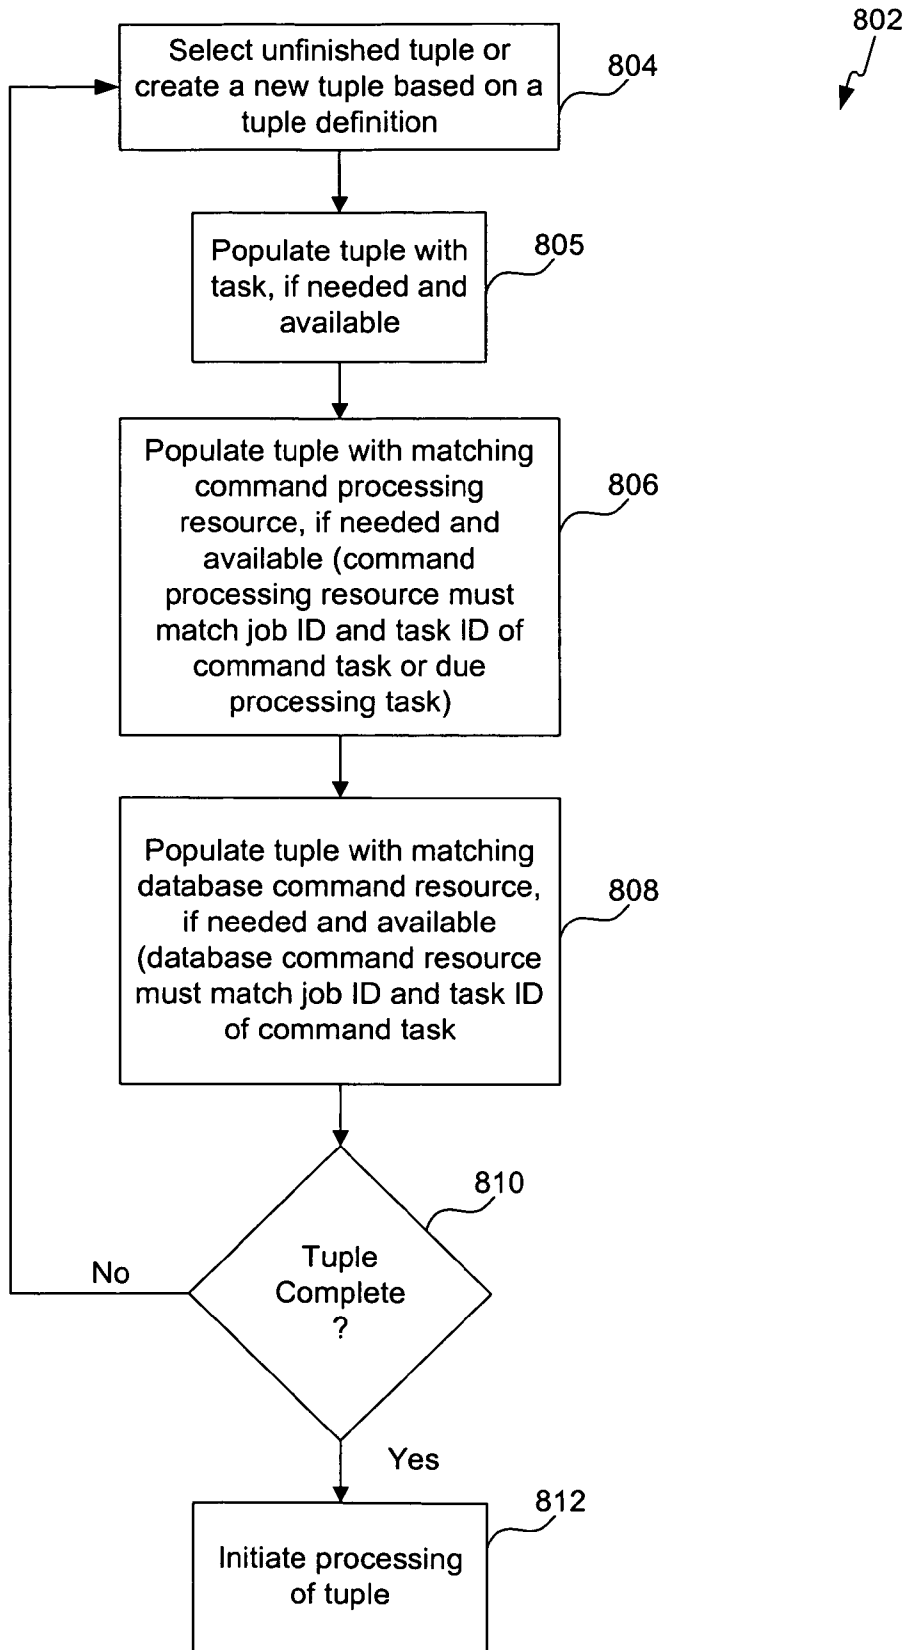 802
Select unfinished tuple or
create a new tuple based on a
tuple definition
804
Populate tuple with
task, if needed and
available
805
Populate tuple with matching
command processing
resource, if needed and
available (command
processing resource must
match job ID and task ID of
command task or due
processing task)
806
Populate tuple with matching
database command resource,
if needed and available
(database command resource
must match job ID and task ID
of command task
808
810
Tuple
Complete
?
No
Yes
812
Initiate processing
of tuple